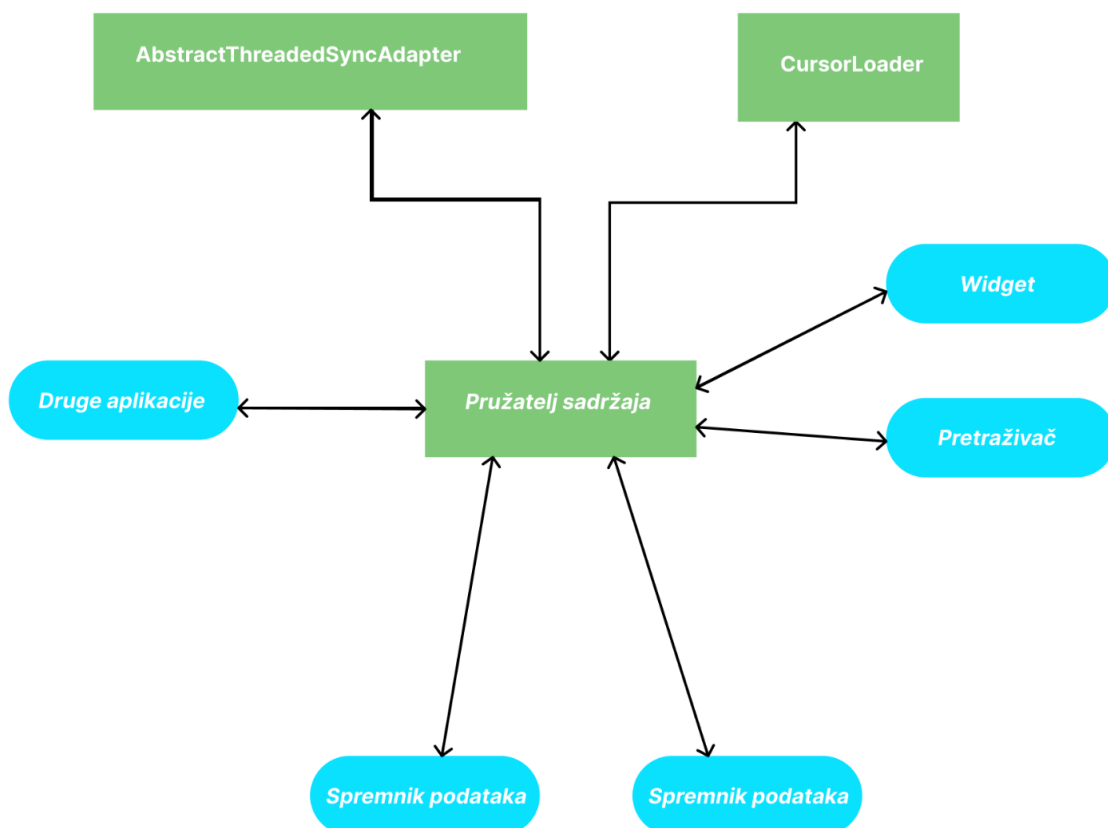 AbstractThreadedSyncAdapter
CursorLoader
Widget
Druge aplikacije
Pružatelj sadržaja
Pretraživač
Spremnik podataka
Spremnik podataka